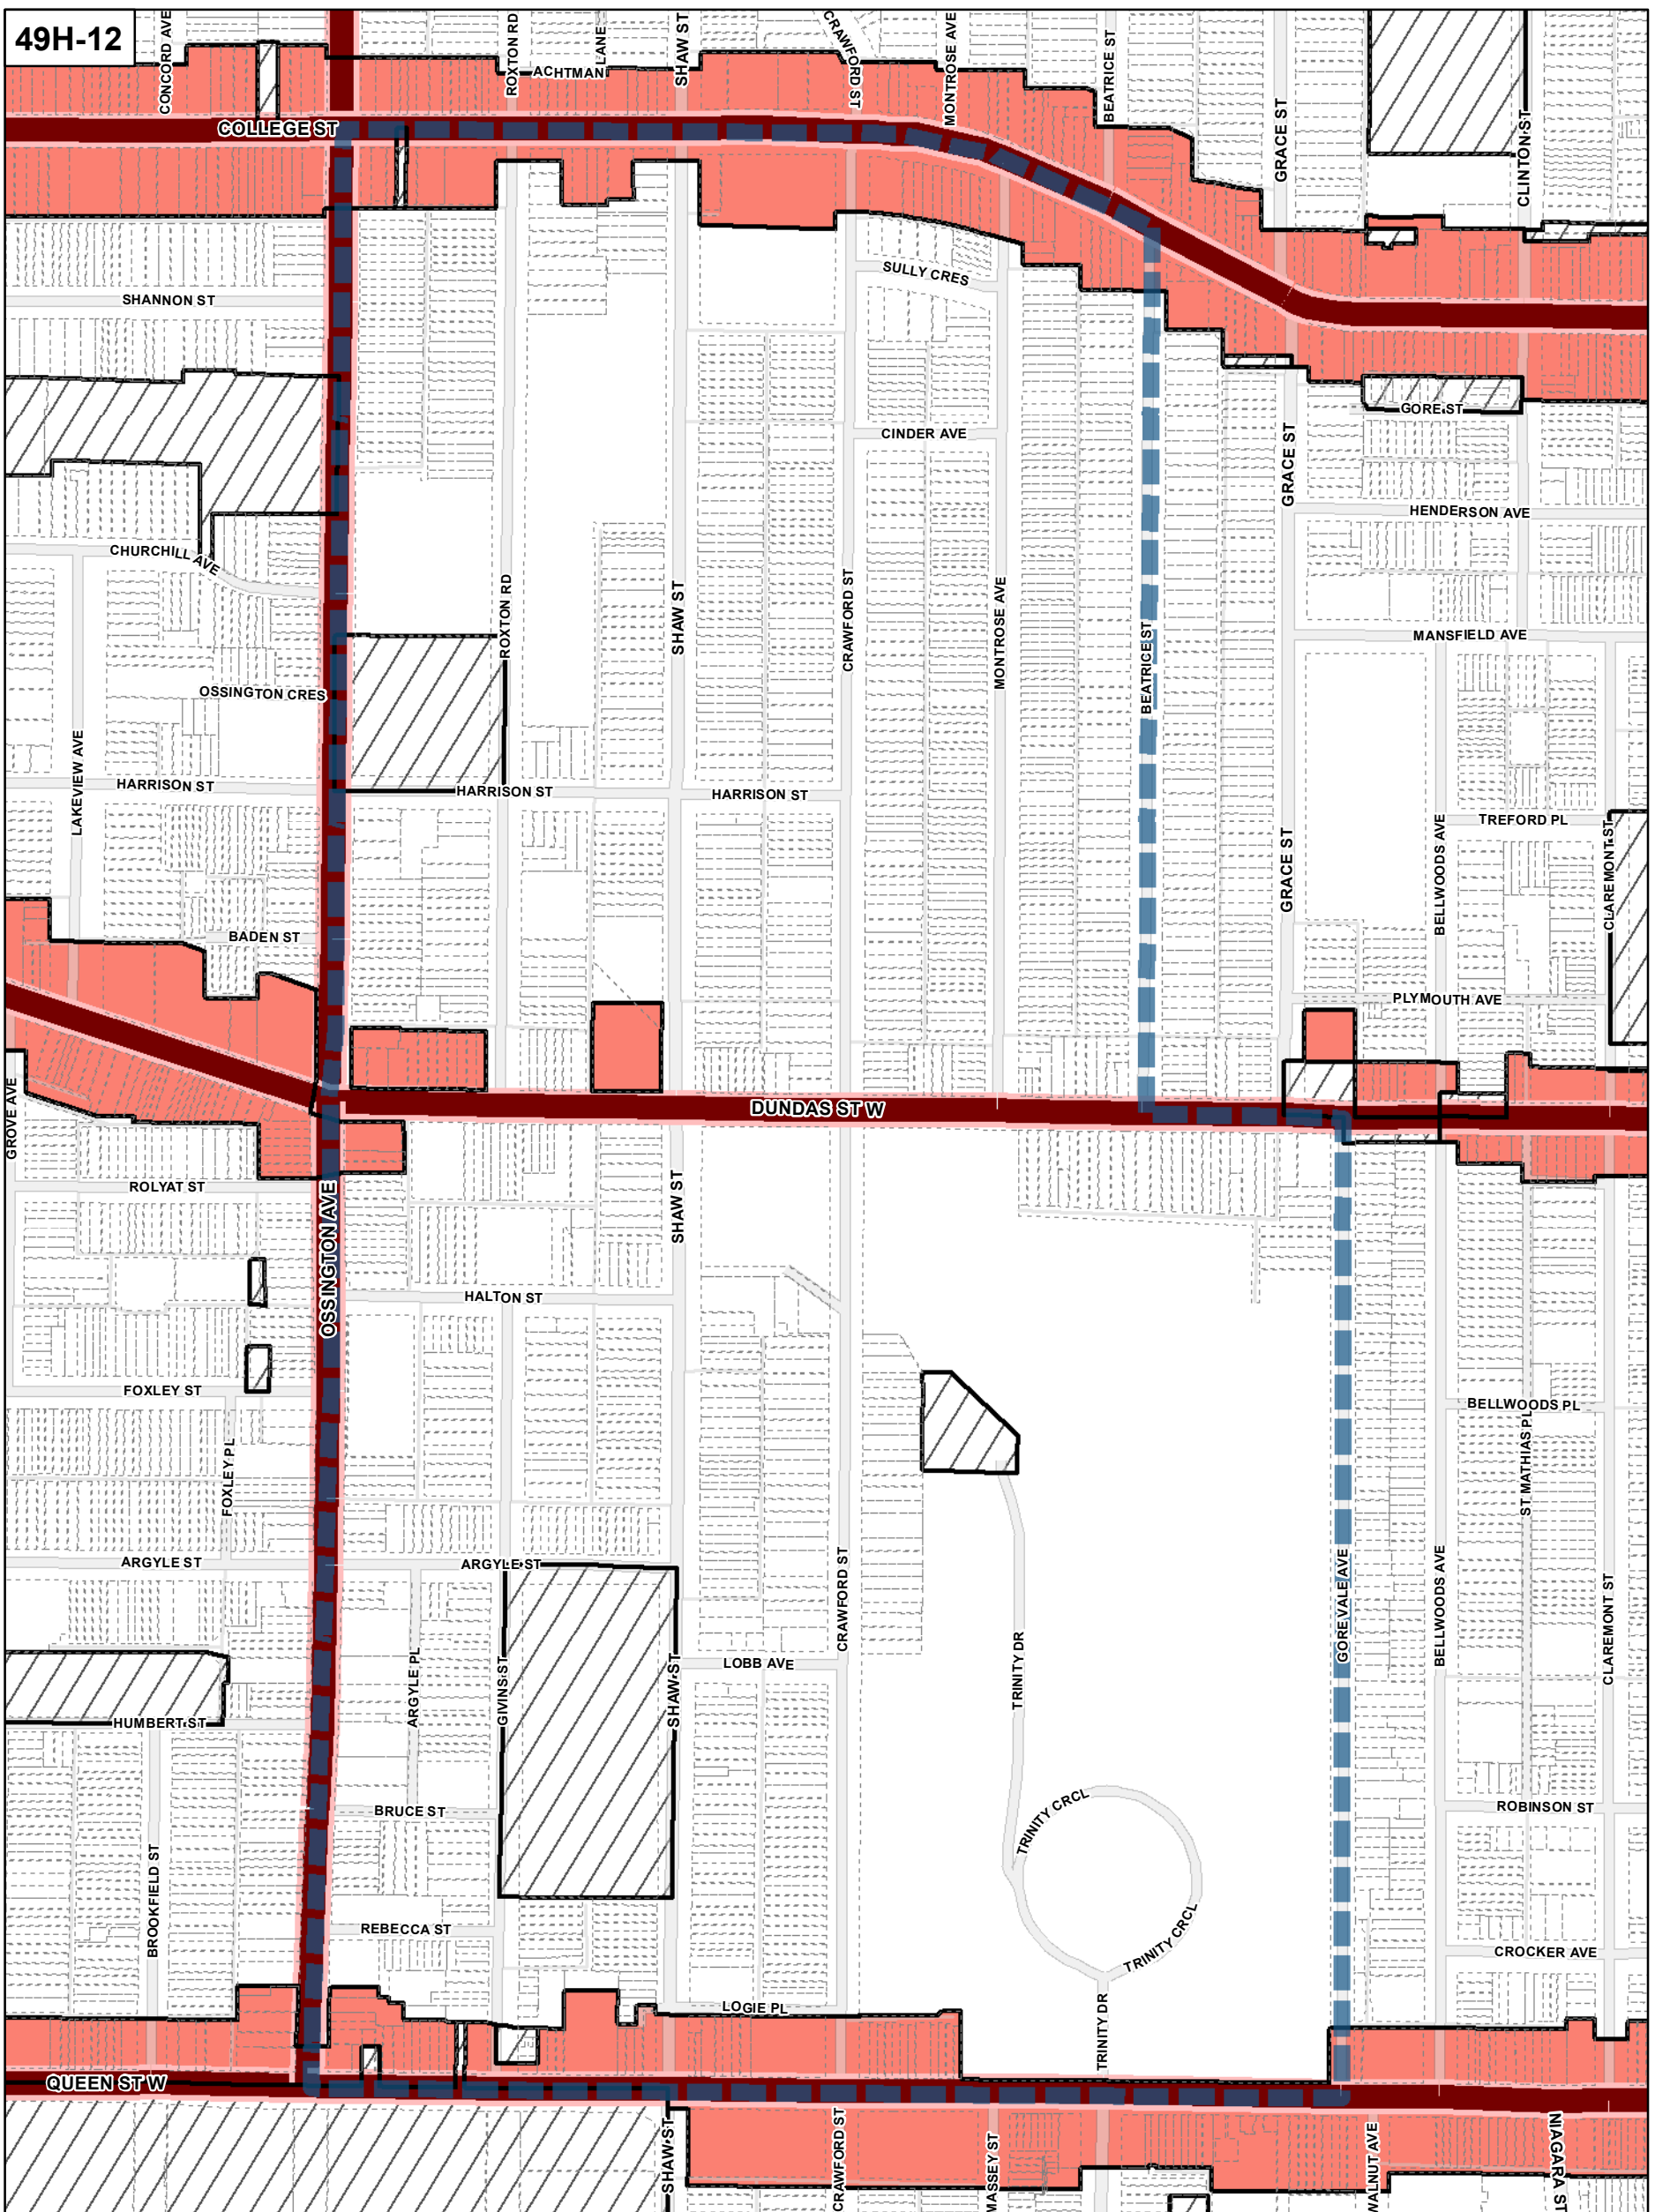 49H-12
CONCORD AVE
ROXTON RD
ACHTMAN
LANE
SHAW ST
CRAWFORD ST
MONTROSE AVE
BEATRICE ST
GRACE ST
CLINTON ST
COLLEGE ST
SULLY CRES
SHANNON ST
GORE ST
CINDER AVE
GRACE ST
HENDERSON AVE
CHURCHILL AVE
ROXTON RD
SHAW ST
CRAWFORD ST
MONTROSE AVE
BEATRICE ST
MANSFIELD AVE
OSSINGTON CRES
LAKEVIEW AVE
HARRISON ST
HARRISON ST
HARRISON ST
GRACE ST
BELLWOODS AVE
TREFORD PL
CLAREMONT ST
BADEN ST
PLYMOUTH AVE
GROVE AVE
DUNDAS ST W
ROLYAT ST
OSSINGTON AVE
SHAW ST
HALTON ST
FOXLEY ST
FOXLEY PL
BELLWOODS PL
ST MATHIAS PL
ARGYLE ST
ARGYLE ST
CRAWFORD ST
GORE VALE AVE
BELLWOODS AVE
CLAREMONT ST
LOBB AVE
ARGYLE PL
GIVINS ST
SHAW ST
TRINITY DR
HUMBERT ST
BRUCE ST
TRINITY CRCL
ROBINSON ST
BROOKFIELD ST
REBECCA ST
TRINITY CRCL
CROCKER AVE
LOGIE PL
TRINITY DR
QUEEN ST W
SHAW ST
CRAWFORD ST
MASSEY ST
WALNUT AVE
NIAGARA ST